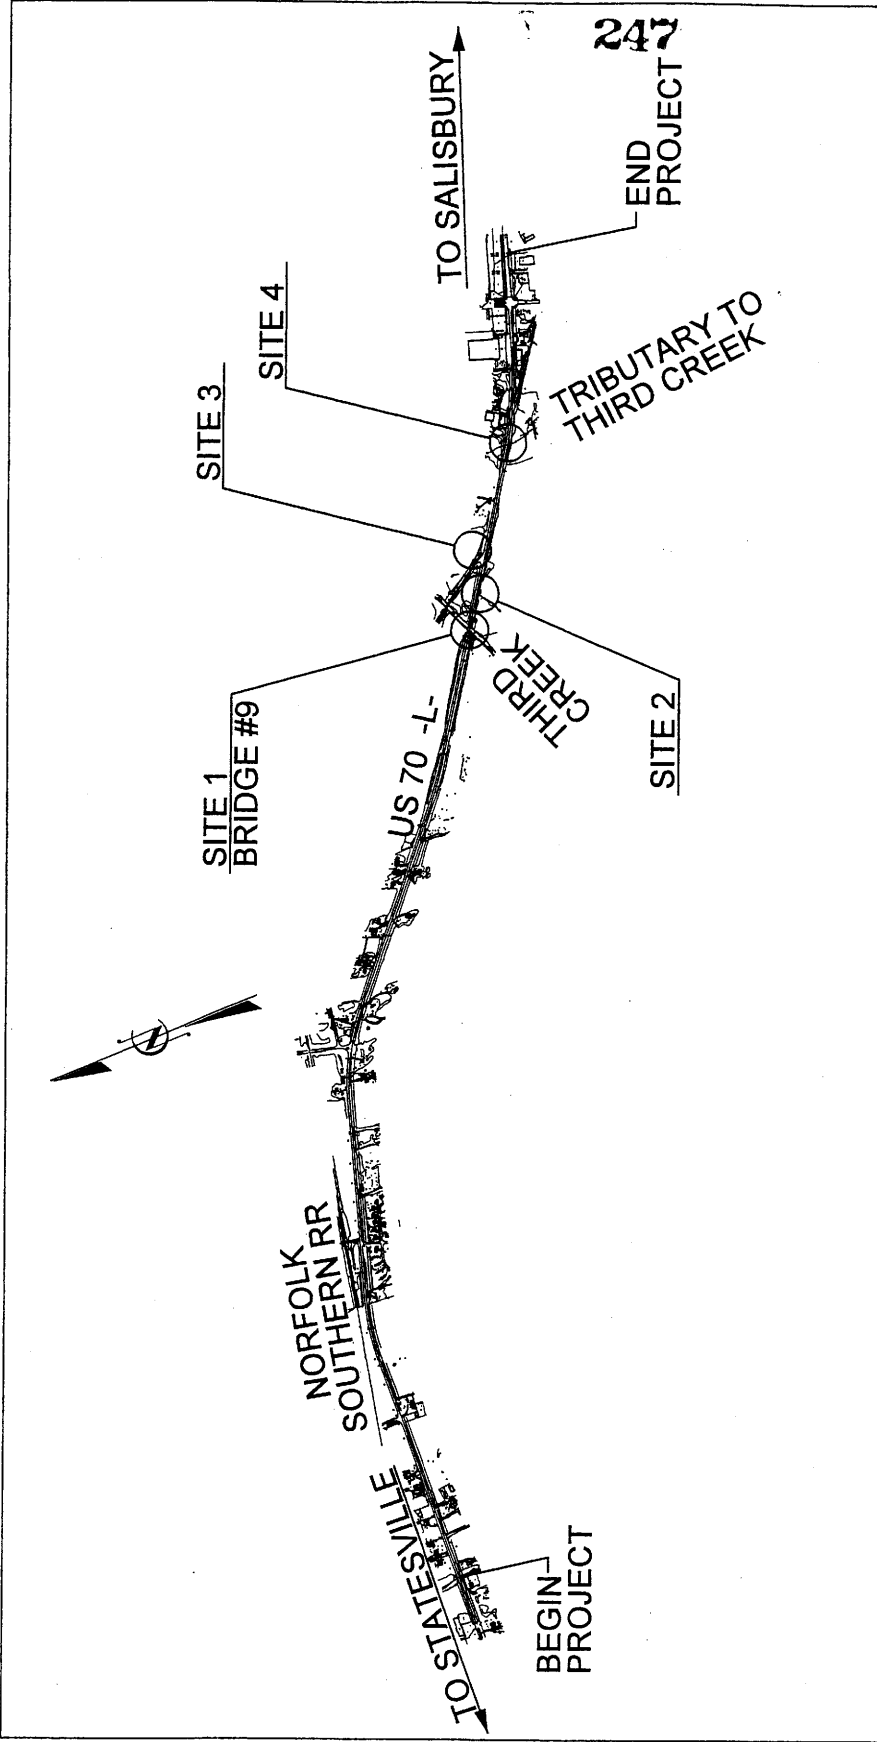 247
TO SALISBURY
END
PROJECT
SITE 4
SITE 3
TRIBUTARY TO
THIRD CREEK
SITE 1
BRIDGE #9
US 70 -L-
THIRD
CREEK
SITE 2
N
NORFOLK
SOUTHERN RR
TO STATESVILLE
BEGIN
PROJECT